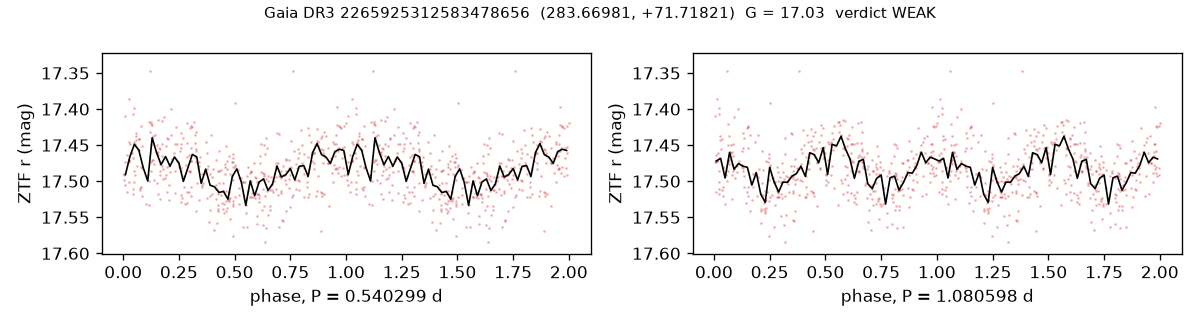 Gaia DR3 2265925312583478656 (283.66981, +71.71821) G = 17.03 verdict WEAK
ZTF r (mag)
17.35
17.40
17.45
17.50
17.55
17.60
0.00 0.25 0.50 0.75 1.00 1.25 1.50 1.75 2.00
phase, P = 0.540299 d
ZTF r (mag)
17.35
17.40
17.45
17.50
17.55
17.60
0.00 0.25 0.50 0.75 1.00 1.25 1.50 1.75 2.00
phase, P = 1.080598 d